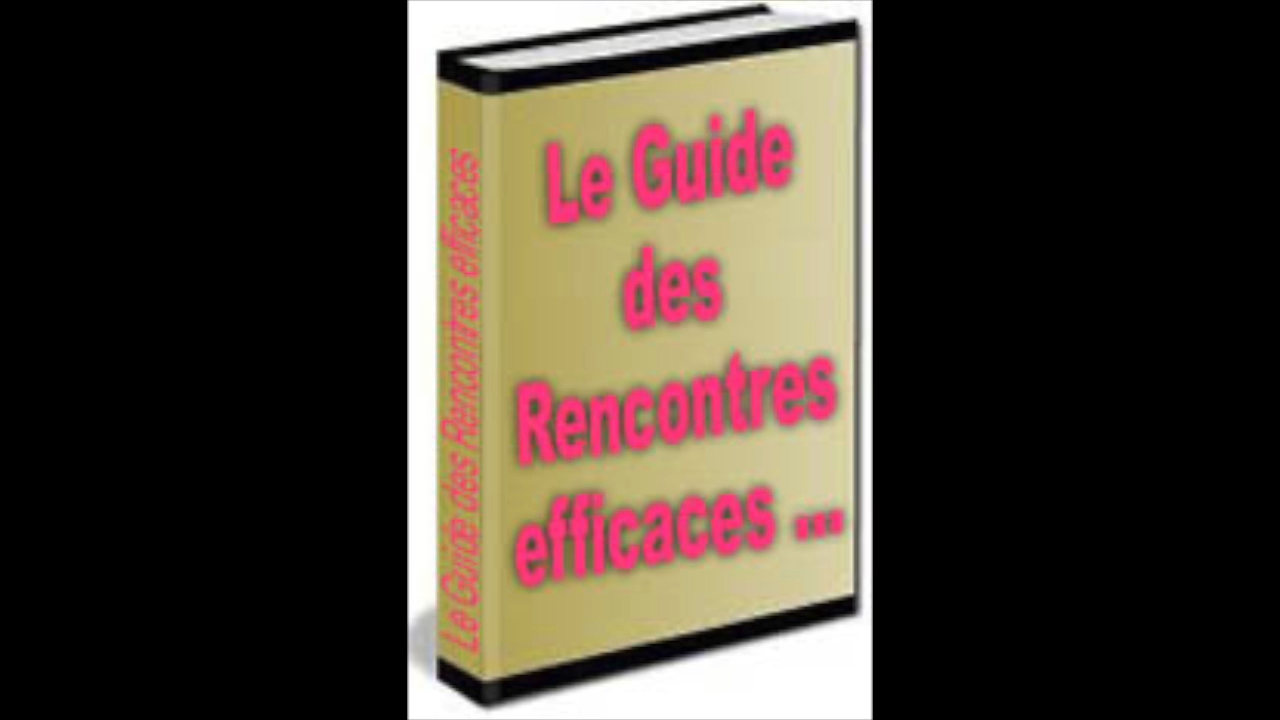 Le Guide
des
Rencontres
efficaces ...
Le Guide des Rencontres efficaces